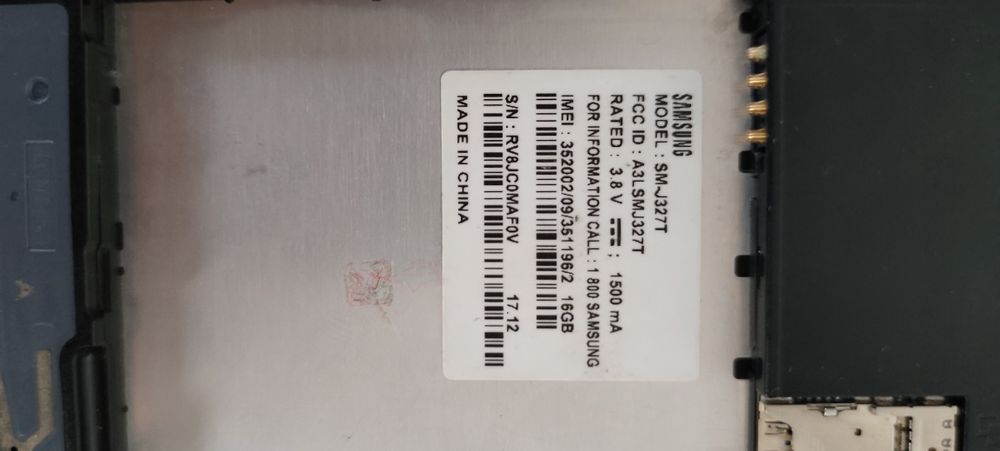 SAMSUNG
MODEL : SM-J327T
FCC ID : A3LSMJ327T
RATED : 3.8 V ⎓ ; 1500 mA
FOR INFORMATION CALL : 1 800 SAMSUNG
IMEI : 352002/09/351196/2 16GB
S/N : RV8JC0MAF0V 17.12
MADE IN CHINA